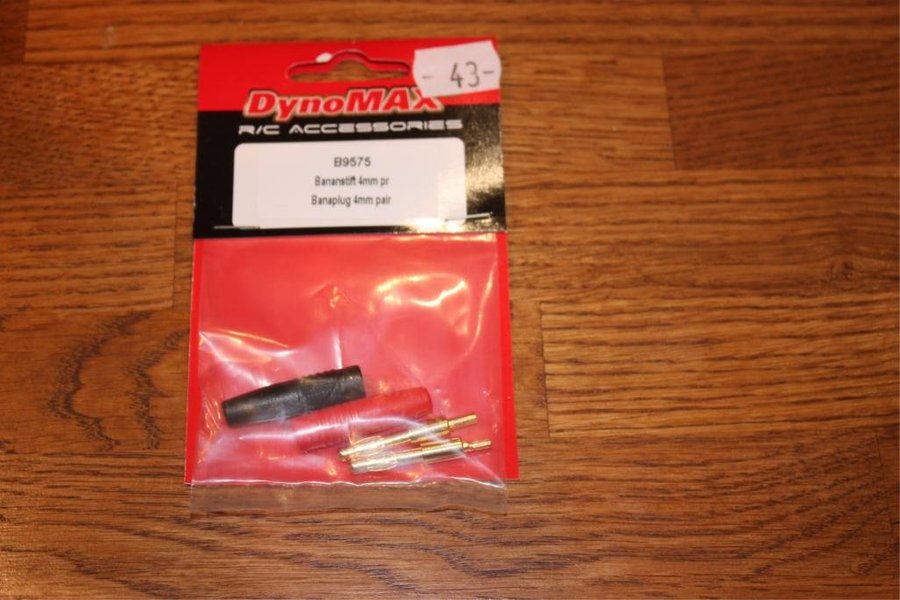 - 43-
DynoMAX
R/C ACCESSORIES
B9575
Bananstift 4mm pr
Banaplug 4mm pair